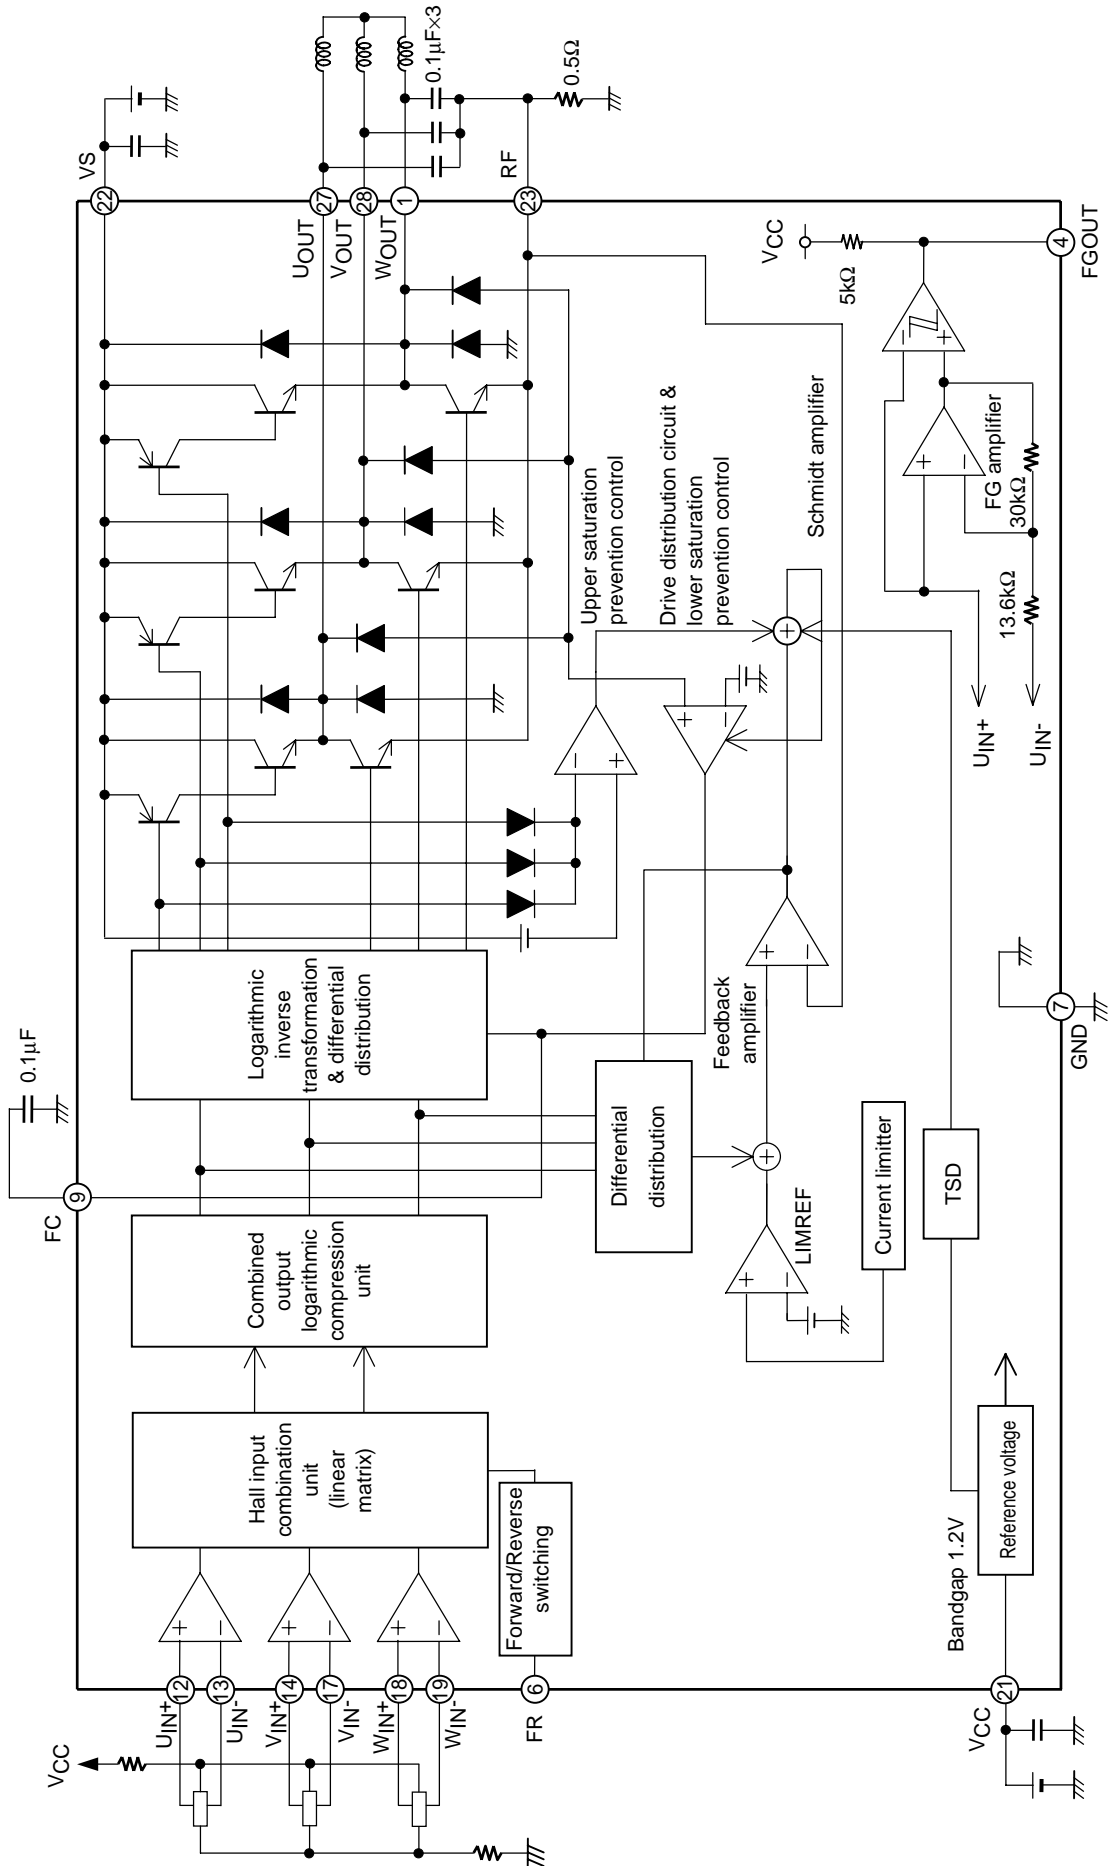 VCC
UIN+
UIN-
VIN+
VIN-
WIN+
WIN-
FR
VCC
12
13
14
17
18
19
6
21
+
−
+
−
+
−
Hall input
combination
unit
(linear
matrix)
Forward/Reverse
switching
Bandgap 1.2V
Reference voltage
FC
9
0.1µF
Combined
output
logarithmic
compression
unit
Logarithmic
inverse
transformation
& differential
distribution
Differential
distribution
+
LIMREF
+
−
Current limitter
TSD
Feedback
amplifier
+
−
GND
7
Upper saturation
prevention control
−
+
Drive distribution circuit &
lower saturation
prevention control
+
−
+
Schmidt amplifier
UIN+
UIN-
13.6kΩ
30kΩ
FG amplifier
+
−
−
+
5kΩ
VCC
4
FGOUT
VS
22
UOUT
27
VOUT
28
WOUT
1
RF
23
0.1µF×3
0.5Ω